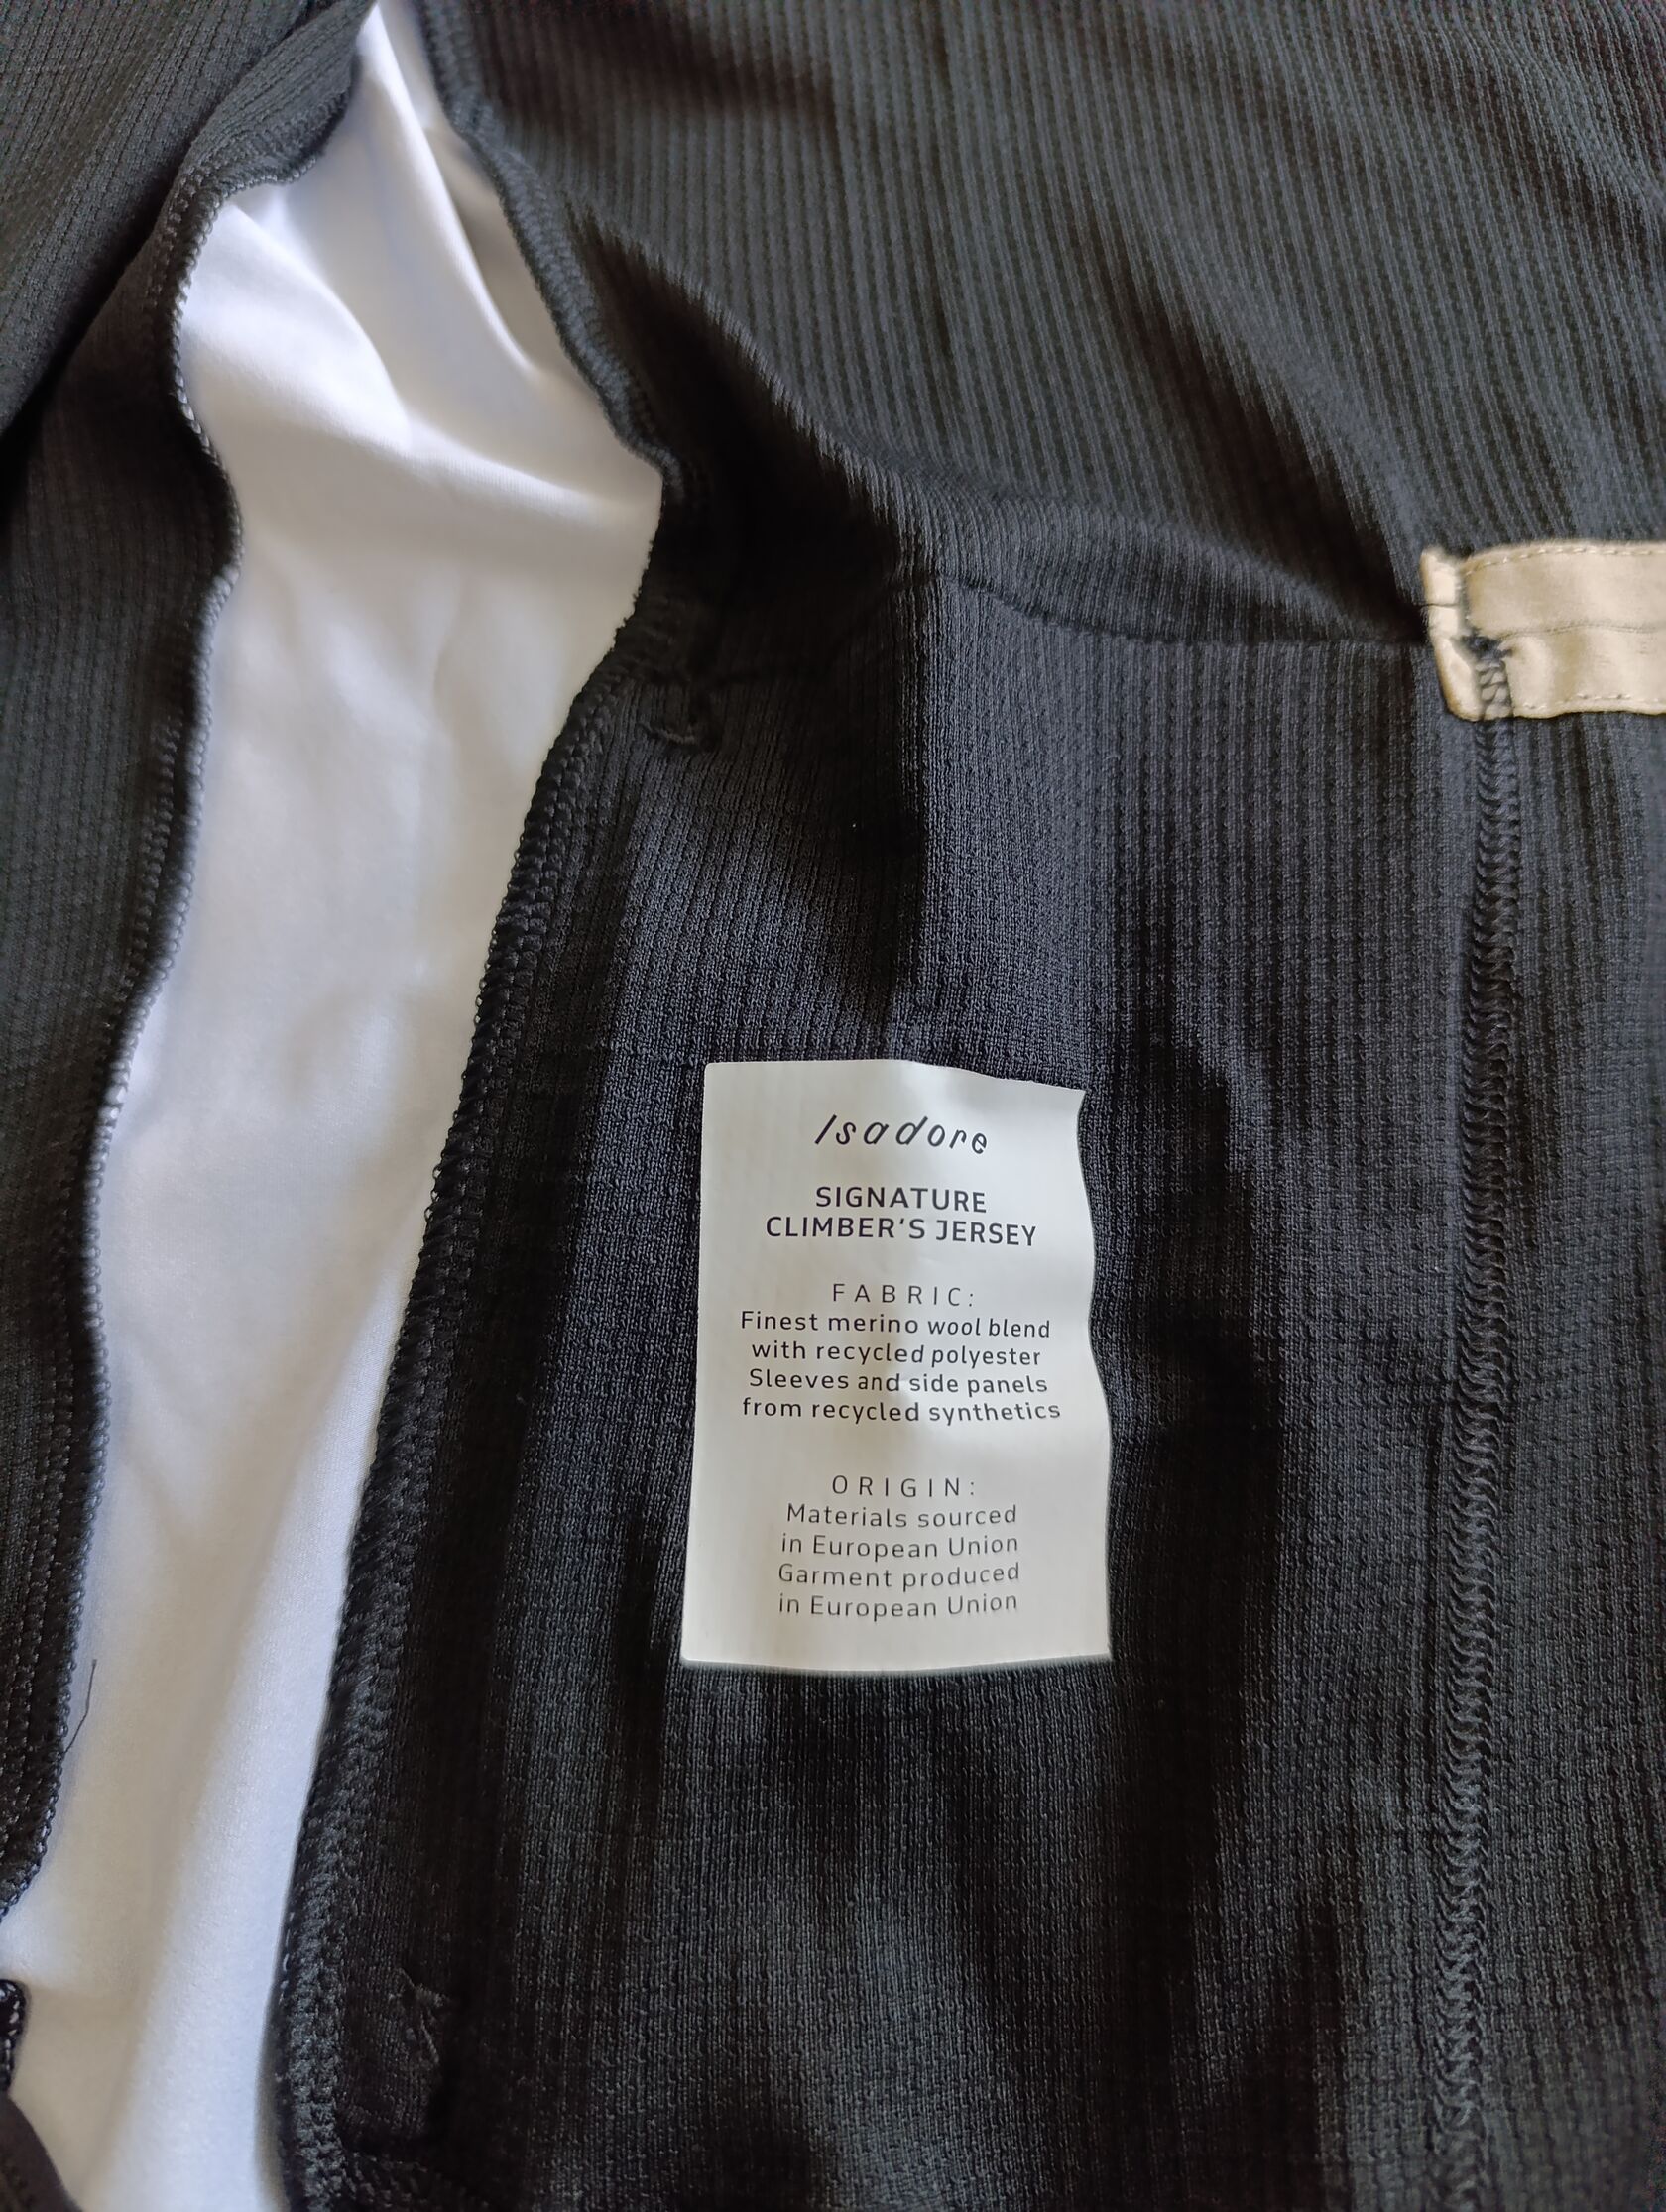 Isadore
SIGNATURE
CLIMBER'S JERSEY
FABRIC:
Finest merino wool blend
with recycled polyester
Sleeves and side panels
from recycled synthetics
ORIGIN:
Materials sourced
in European Union
Garment produced
in European Union